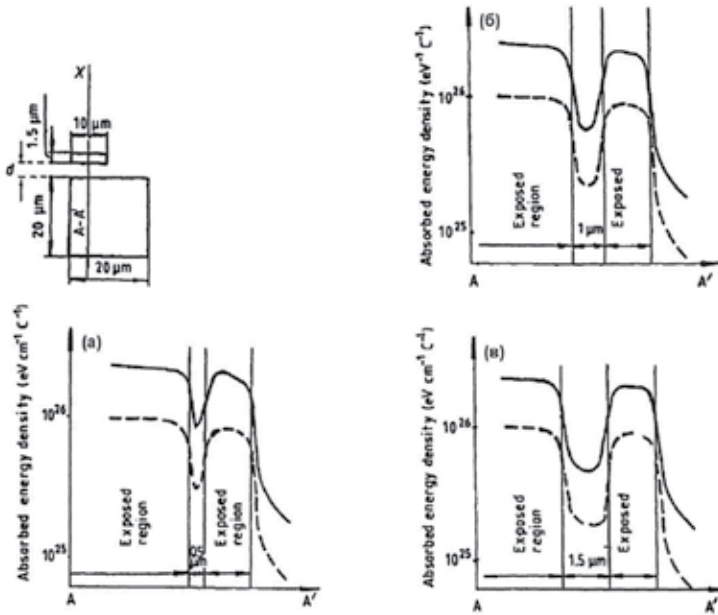 X
1.5 µm
10 µm
d
20 µm
A-A
20 µm
(б)
Absorbed energy density (eV⁻¹ C⁻¹)
10²⁶
10²⁵
Exposed
region
1 µm
Exposed
A
A'
(а)
Absorbed energy density (eV cm⁻¹ C⁻¹)
10²⁶
10²⁵
Exposed
region
Exposed
region
A
A'
(в)
Absorbed energy density (eV cm⁻¹ C⁻¹)
10²⁶
10²⁵
Exposed
region
1.5 µm
Exposed
A
A'